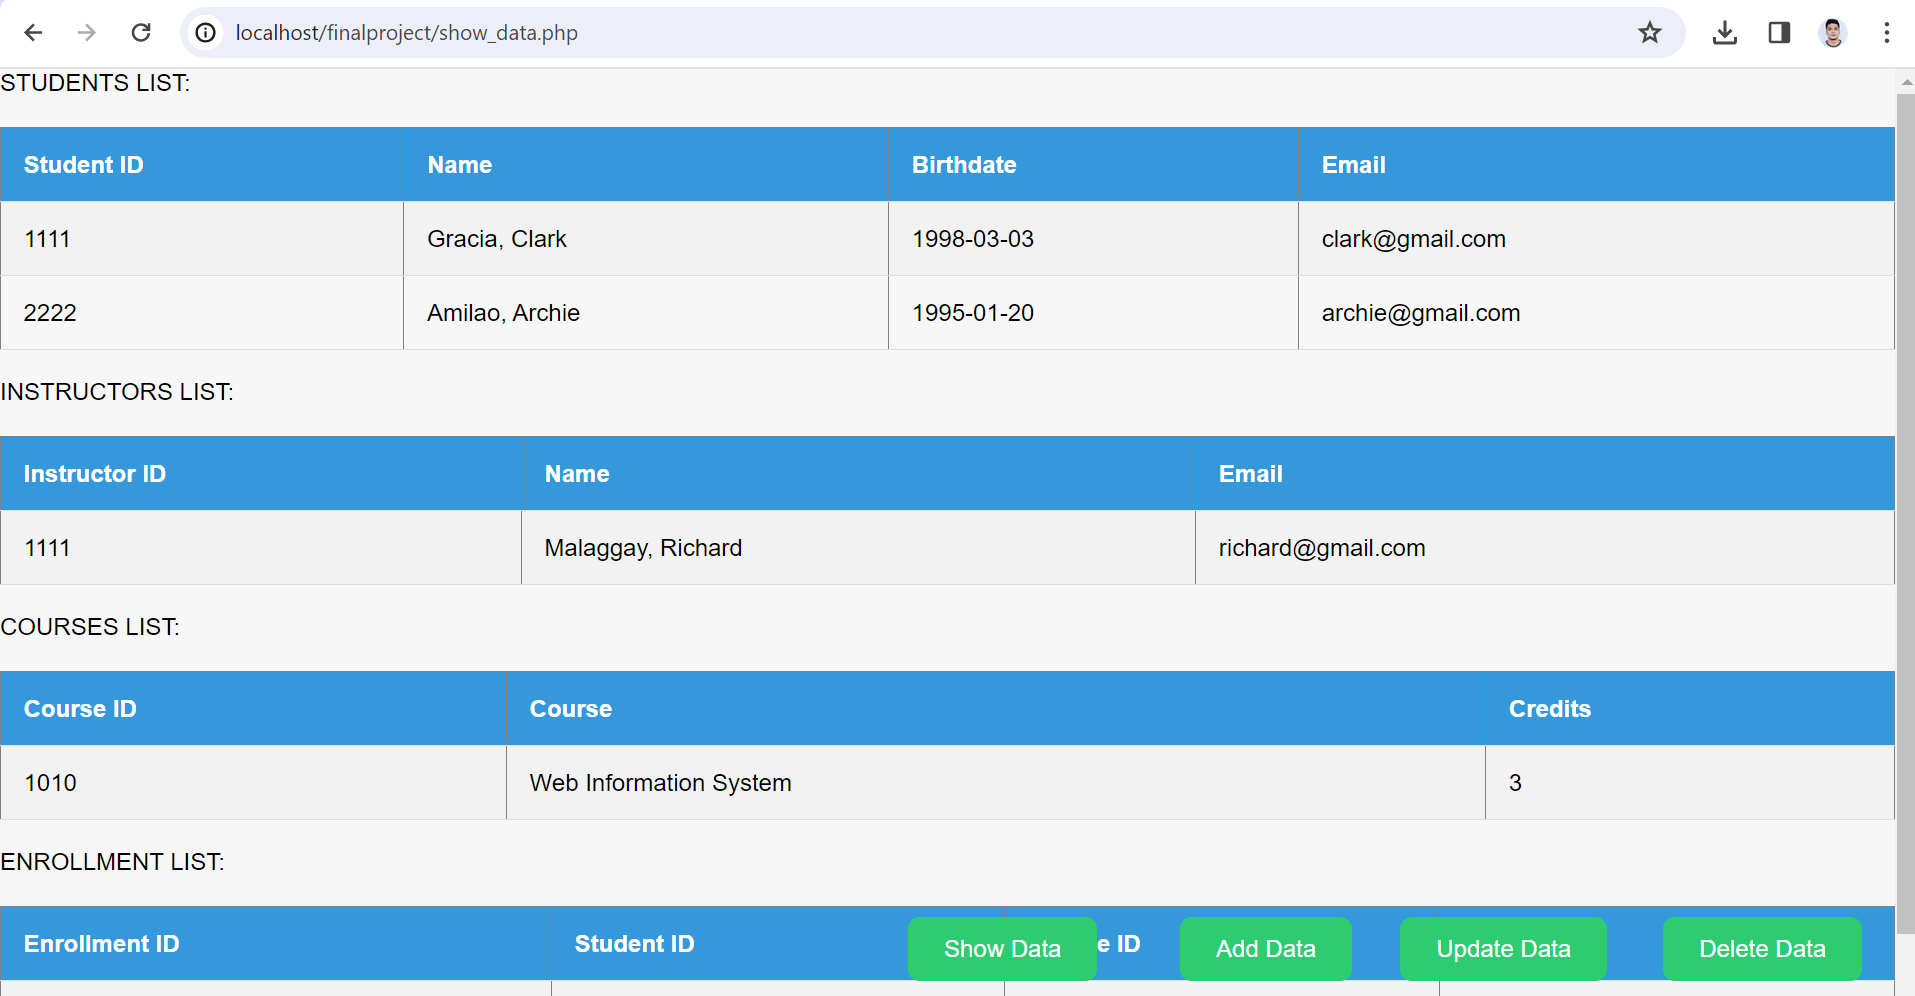 localhost/finalproject/show_data.php
STUDENTS LIST:
Student ID Name Birthdate Email
1111 Gracia, Clark 1998-03-03 clark@gmail.com
2222 Amilao, Archie 1995-01-20 archie@gmail.com
INSTRUCTORS LIST:
Instructor ID Name Email
1111 Malaggay, Richard richard@gmail.com
COURSES LIST:
Course ID Course Credits
1010 Web Information System 3
ENROLLMENT LIST:
Enrollment ID Student ID e ID
Show Data Add Data Update Data Delete Data